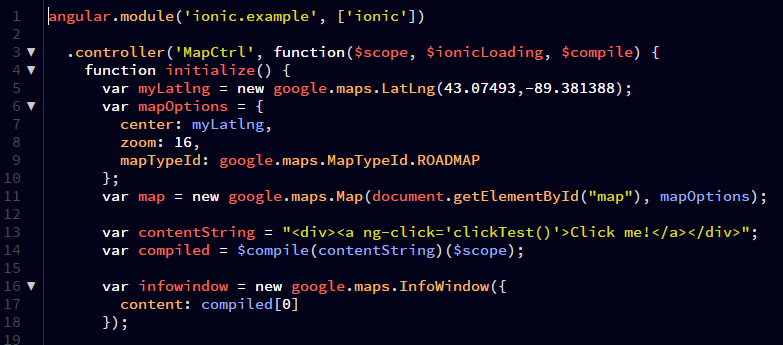 1 angular.module('ionic.example', ['ionic'])
2
3 .controller('MapCtrl', function($scope, $ionicLoading, $compile) {
4 function initialize() {
5 var myLatlng = new google.maps.LatLng(43.07493,-89.381388);
6 var mapOptions = {
7 center: myLatlng,
8 zoom: 16,
9 mapTypeId: google.maps.MapTypeId.ROADMAP
10 };
11 var map = new google.maps.Map(document.getElementById("map"), mapOptions);
12
13 var contentString = "<div><a ng-click='clickTest()'>Click me!</a></div>";
14 var compiled = $compile(contentString)($scope);
15
16 var infowindow = new google.maps.InfoWindow({
17 content: compiled[0]
18 });
19